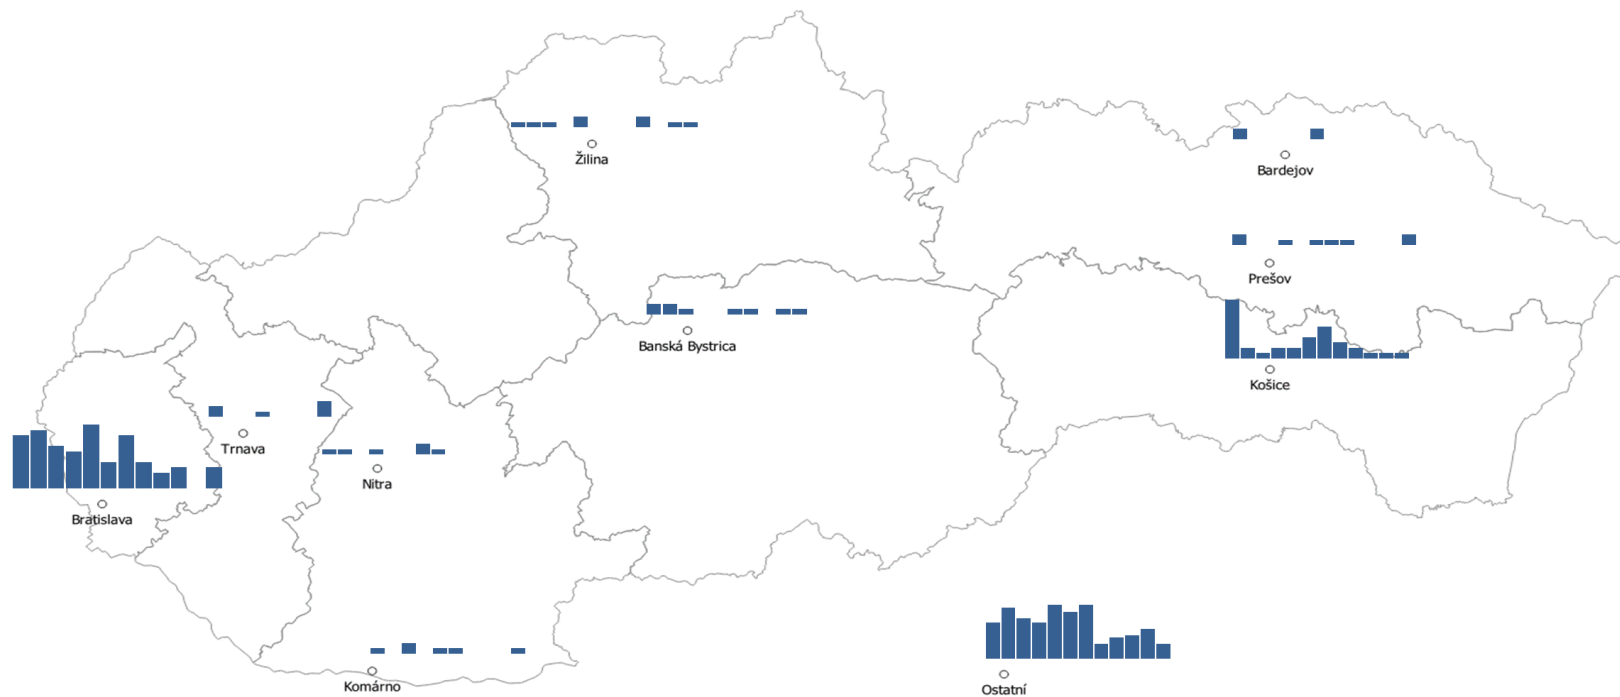 Žilina
Bardejov
Prešov
Banská Bystrica
Košice
Trnava
Nitra
Bratislava
Komárno
Ostatní